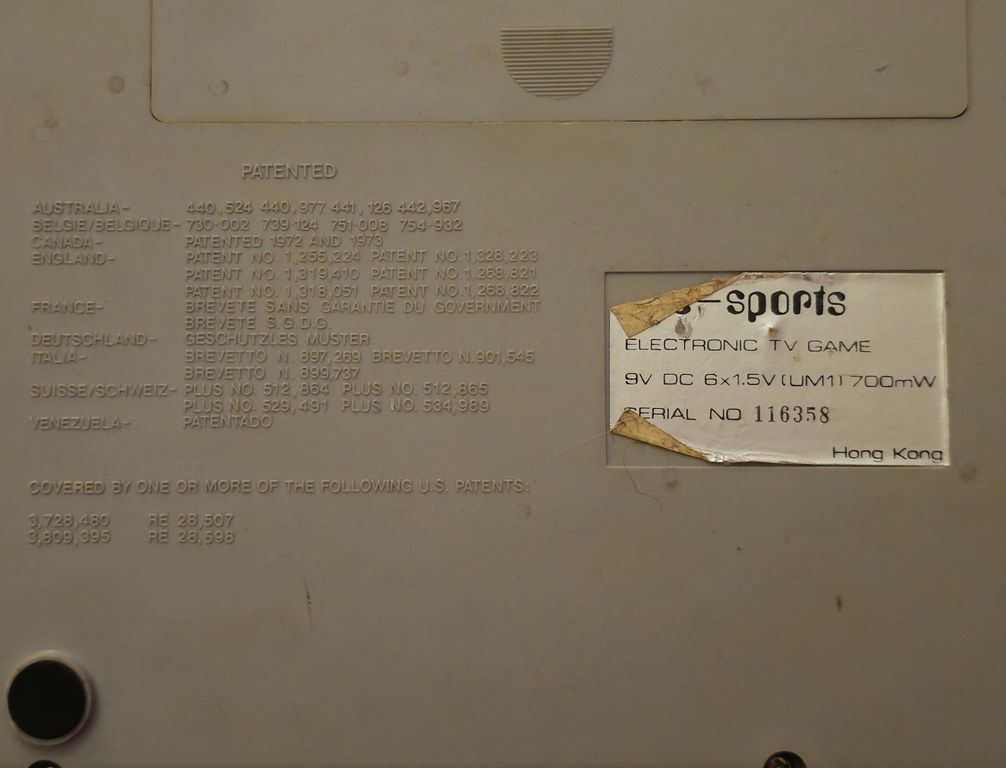 PATENTED
AUSTRALIA- 440,524 440,977 441,126 442,967
BELGIE/BELGIQUE- 730·002 739·124 751·008 754·932
CANADA- PATENTED 1972 AND 1973
ENGLAND- PATENT NO. 1,255,224 PATENT NO.1,328,223
PATENT NO. 1,319,410 PATENT NO. 1,268,821
PATENT NO. 1,318,051 PATENT NO. 1,268,822
FRANCE- BREVETE SANS GARANTIE DU GOVERNMENT
BREVETE S.G.D.G.
DEUTSCHLAND- GESCHUTZLES MUSTER
ITALIA- BREVETTO N. 897,269 BREVETTO N.901,545
BREVETTO N. 899,737
SUISSE/SCHWEIZ- PLUS NO. 512,864 PLUS NO. 512,865
PLUS NO. 529,491 PLUS NO. 534,989
VENEZUELA- PATENTADO
COVERED BY ONE OR MORE OF THE FOLLOWING U.S. PATENTS:
3,728,480 RE 28,507
3,809,395 RE 28,598
-sports
ELECTRONIC TV GAME
9V DC 6x1.5V(UM1) 700mW
SERIAL NO 116358
Hong Kong